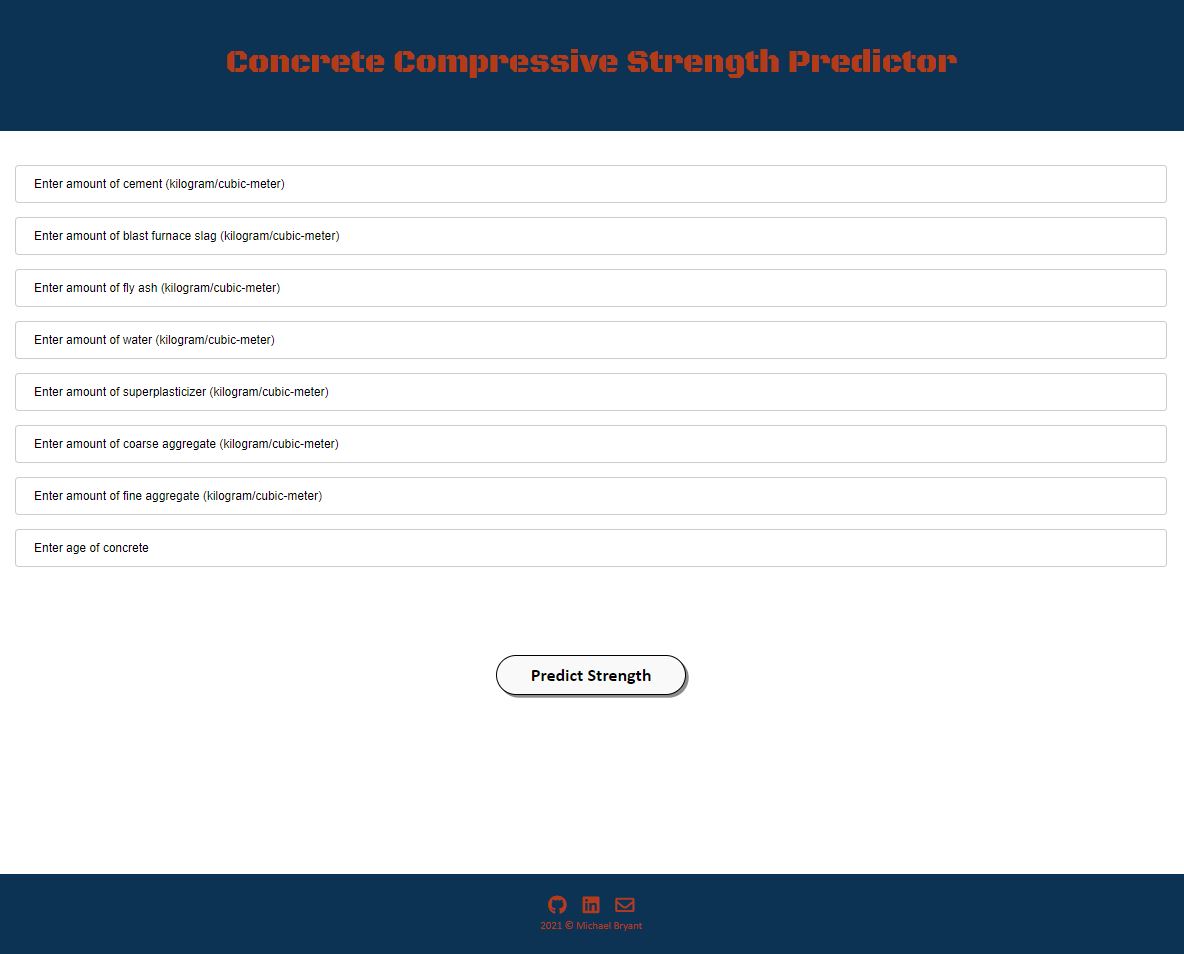 Concrete Compressive Strength Predictor
Enter amount of cement (kilogram/cubic-meter)
Enter amount of blast furnace slag (kilogram/cubic-meter)
Enter amount of fly ash (kilogram/cubic-meter)
Enter amount of water (kilogram/cubic-meter)
Enter amount of superplasticizer (kilogram/cubic-meter)
Enter amount of coarse aggregate (kilogram/cubic-meter)
Enter amount of fine aggregate (kilogram/cubic-meter)
Enter age of concrete
Predict Strength
2021 © Michael Bryant